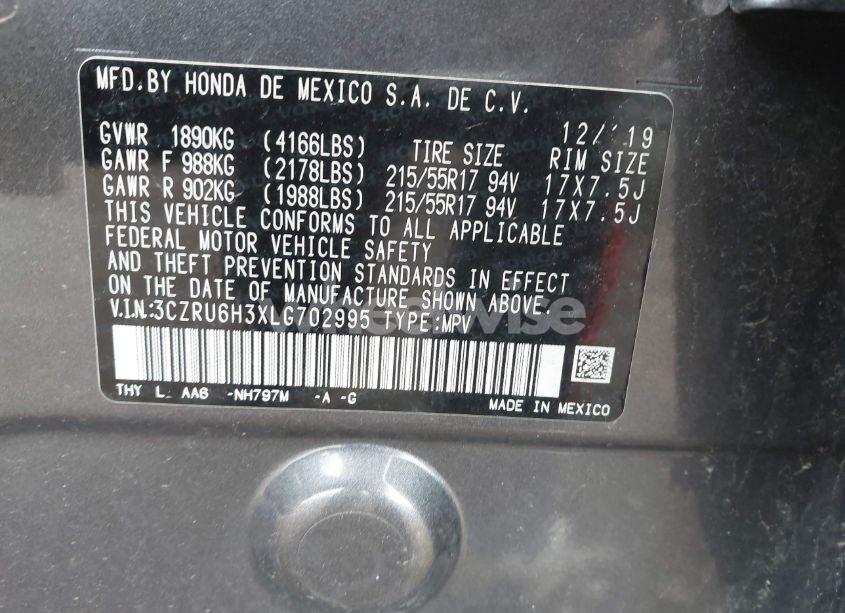 MFD.BY HONDA DE MEXICO S.A. DE C.V.
12/'19
GVWR 1890KG (4166LBS) TIRE SIZE RIM SIZE
GAWR F 988KG (2178LBS) 215/55R17 94V 17X7.5J
GAWR R 902KG (1988LBS) 215/55R17 94V 17X7.5J
THIS VEHICLE CONFORMS TO ALL APPLICABLE
FEDERAL MOTOR VEHICLE SAFETY
AND THEFT PREVENTION STANDARDS IN EFFECT
ON THE DATE OF MANUFACTURE SHOWN ABOVE.
V.I.N:3CZRU6H3XLG702995 TYPE:MPV
THY L AA6 -NH797M -A -G
MADE IN MEXICO